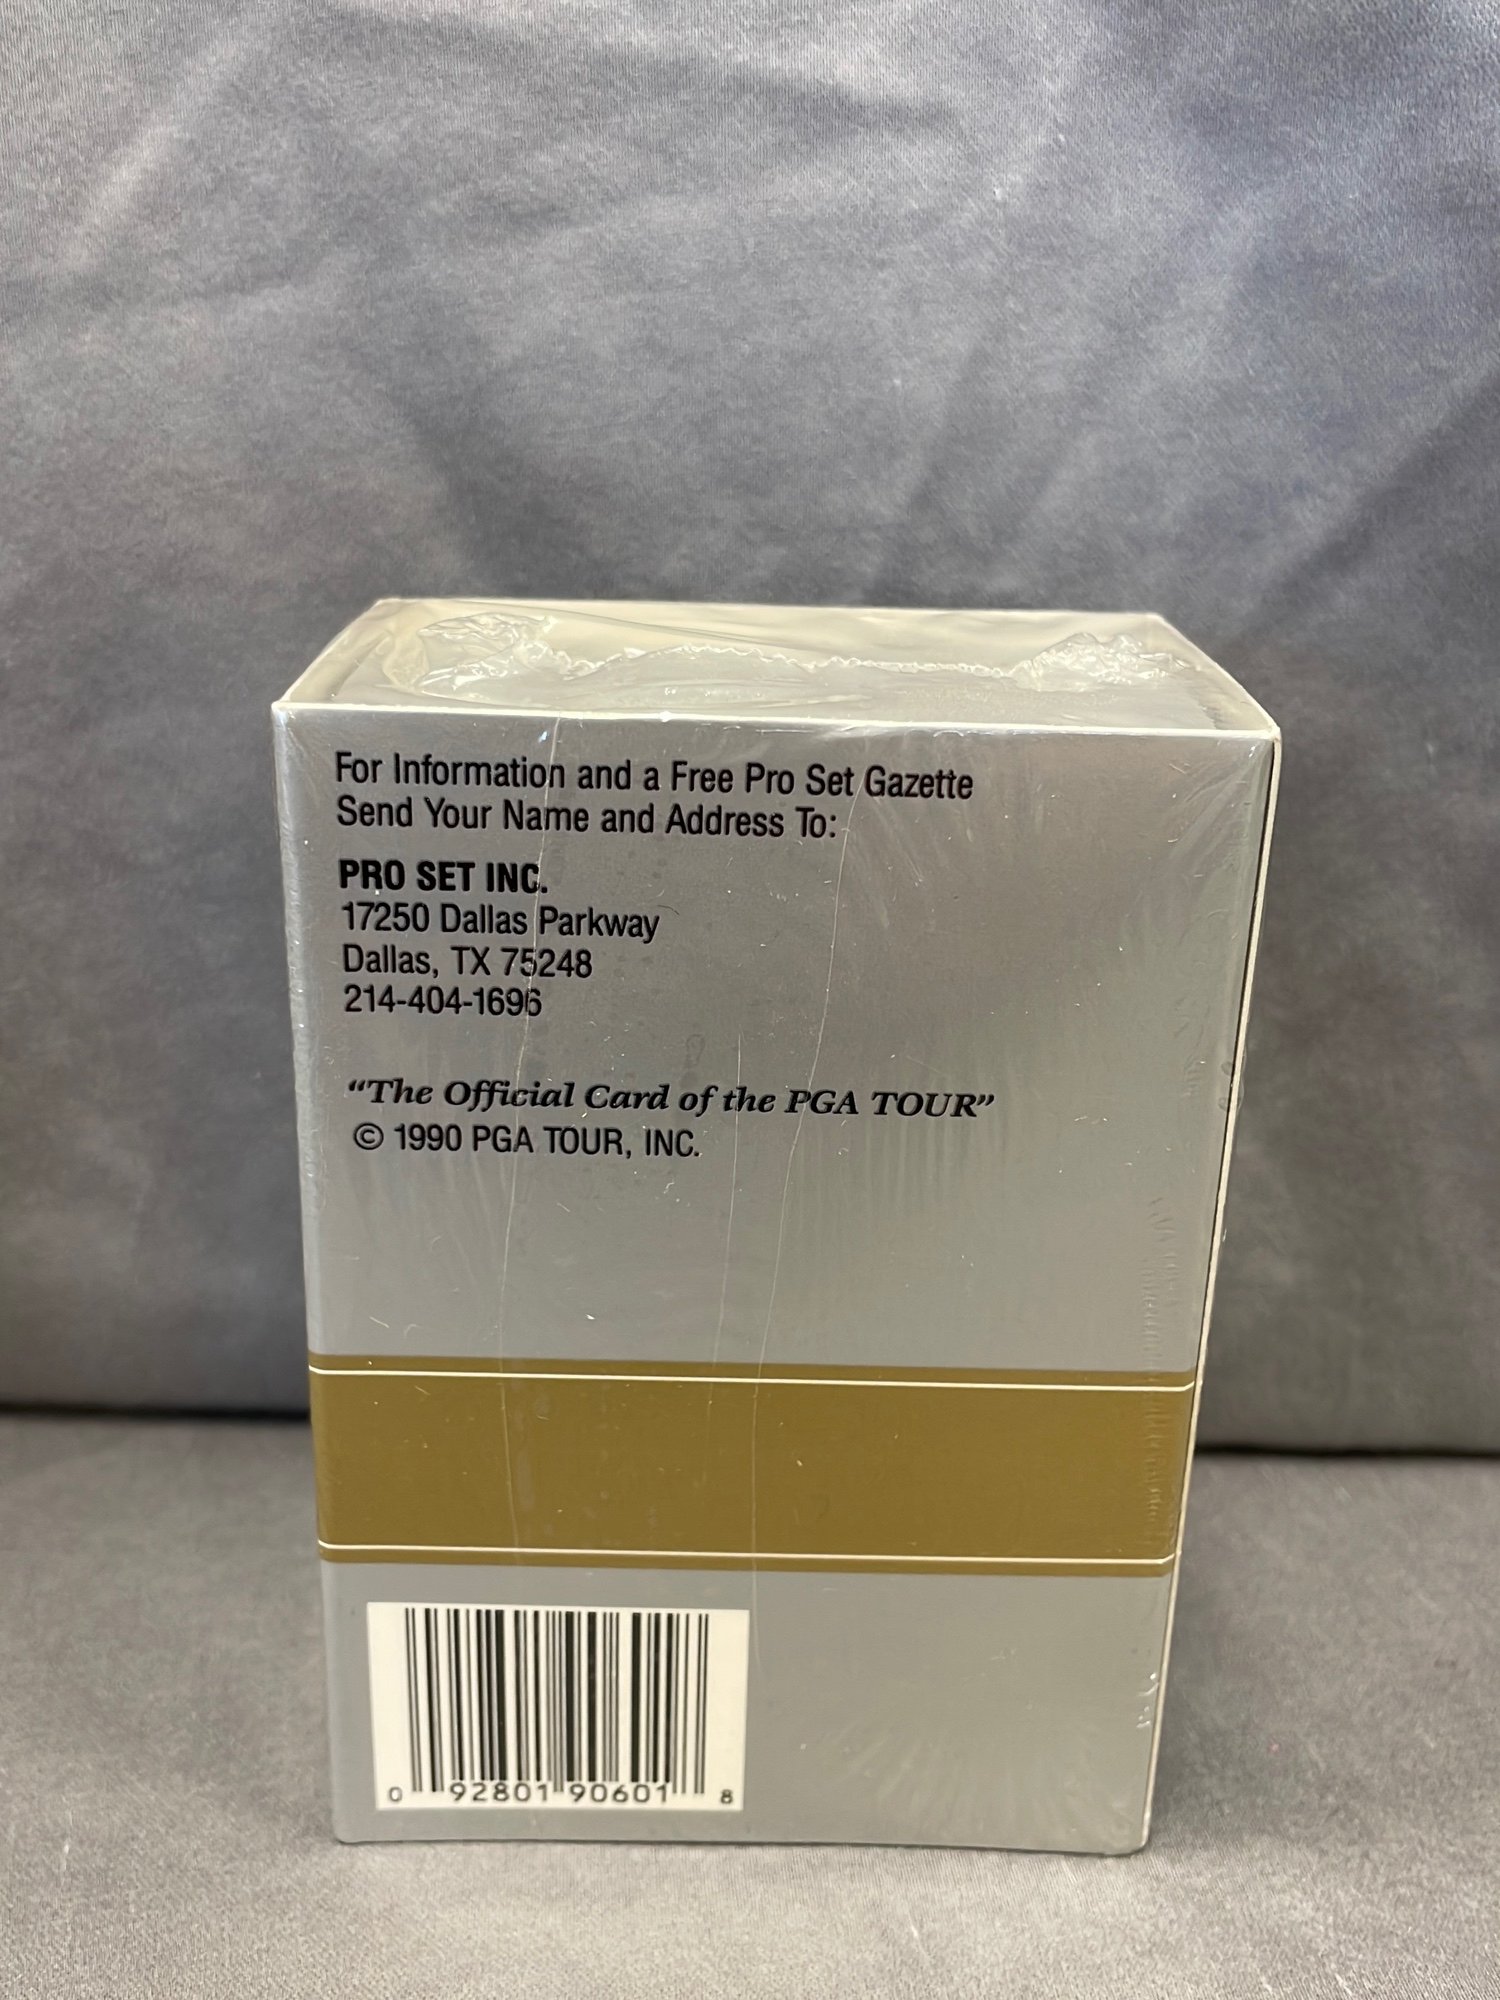 For Information and a Free Pro Set Gazette
Send Your Name and Address To:
PRO SET INC.
17250 Dallas Parkway
Dallas, TX 75248
214-404-1696
"The Official Card of the PGA TOUR"
© 1990 PGA TOUR, INC.
0 92801 90601 8